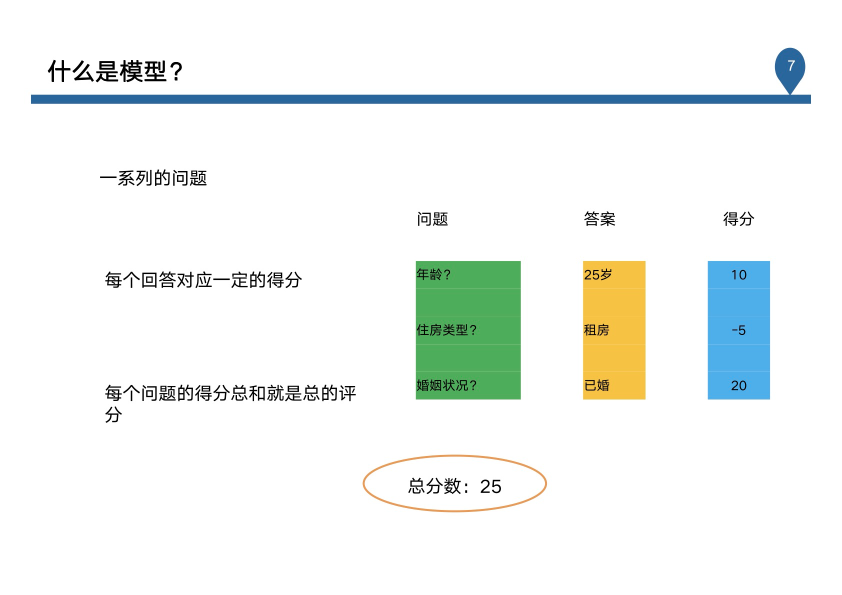 什么是模型?
7
一系列的问题
问题 答案 得分
每个回答对应一定的得分
年龄? 25岁 10
住房类型? 租房 -5
每个问题的得分总和就是总的评
分
婚姻状况? 已婚 20
总分数：25